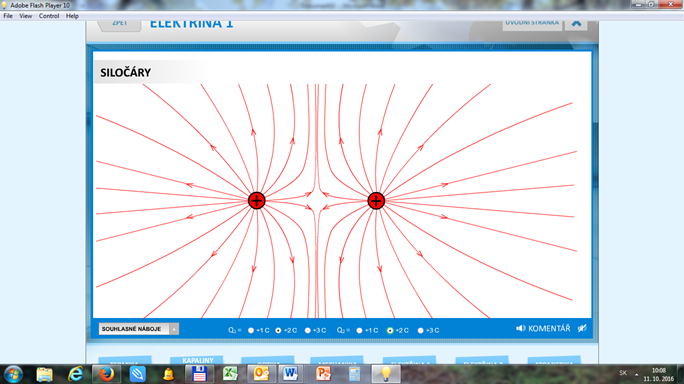 Adobe Flash Player 10
File View Control Help
ZPĚT
ELEKTŘINA 1
ÚVODNÍ STRÁNKA
SILOČÁRY
SOUHLASNÉ NÁBOJE
Q₁ = +1 C +2 C +3 C Q₂ = +1 C +2 C +3 C
KOMENTÁŘ
KAPALINY
SK
10:08
11. 10. 2016